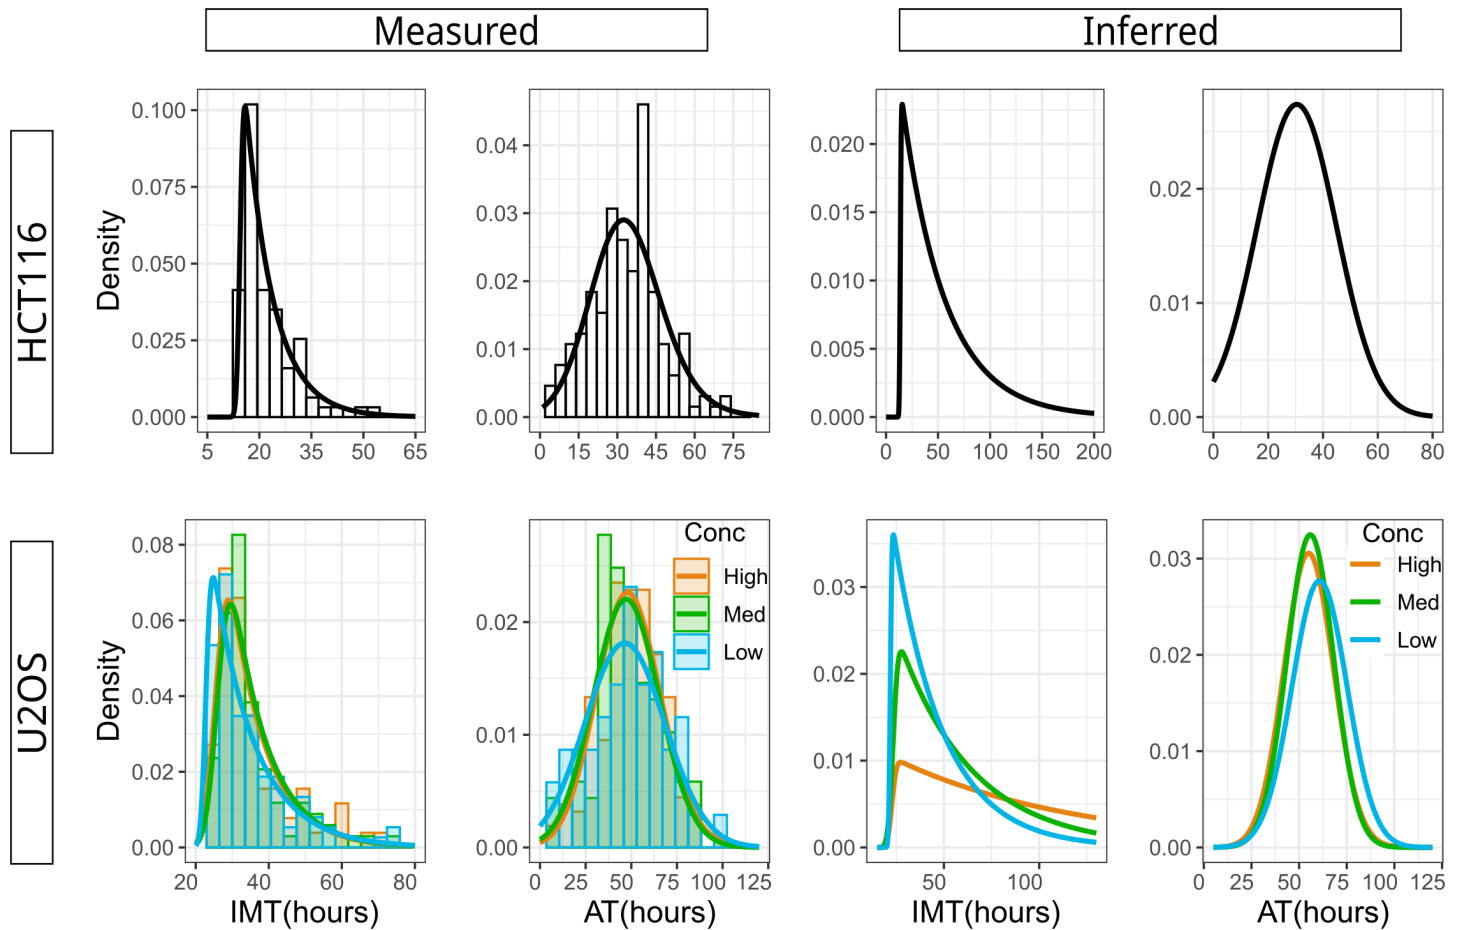 Measured
Inferred
HCT116
Density
0.100
0.075
0.050
0.025
0.000
5 20 35 50 65
0.04
0.03
0.02
0.01
0.00
0 15 30 45 60 75
0.020
0.015
0.010
0.005
0.000
0 50 100 150 200
0.02
0.01
0.00
0 20 40 60 80
U2OS
Density
0.08
0.06
0.04
0.02
0.00
20 40 60 80
IMT(hours)
Conc
High
Med
Low
0.02
0.01
0.00
0 25 50 75 100 125
AT(hours)
0.03
0.02
0.01
0.00
50 100
IMT(hours)
Conc
High
Med
Low
0.03
0.02
0.01
0.00
0 25 50 75 100 125
AT(hours)